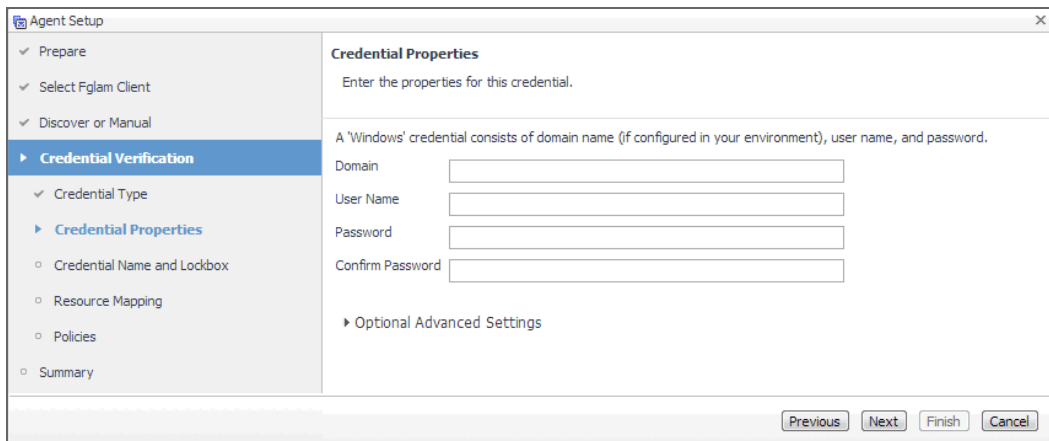 Agent Setup
Prepare
Select Fglam Client
Discover or Manual
Credential Verification
Credential Type
Credential Properties
Credential Name and Lockbox
Resource Mapping
Policies
Summary
Credential Properties
Enter the properties for this credential.
A 'Windows' credential consists of domain name (if configured in your environment), user name, and password.
Domain
User Name
Password
Confirm Password
Optional Advanced Settings
Previous Next Finish Cancel